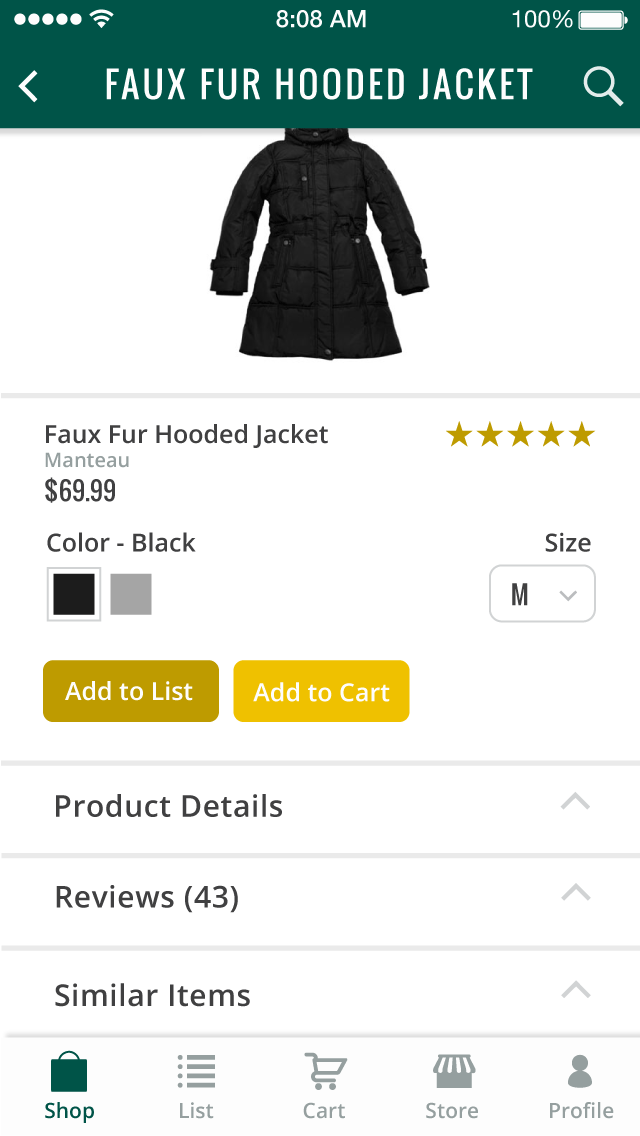 8:08 AM 100%
FAUX FUR HOODED JACKET
Faux Fur Hooded Jacket
Manteau
$69.99
Color - Black Size
M
Add to List Add to Cart
Product Details
Reviews (43)
Similar Items
Shop List Cart Store Profile